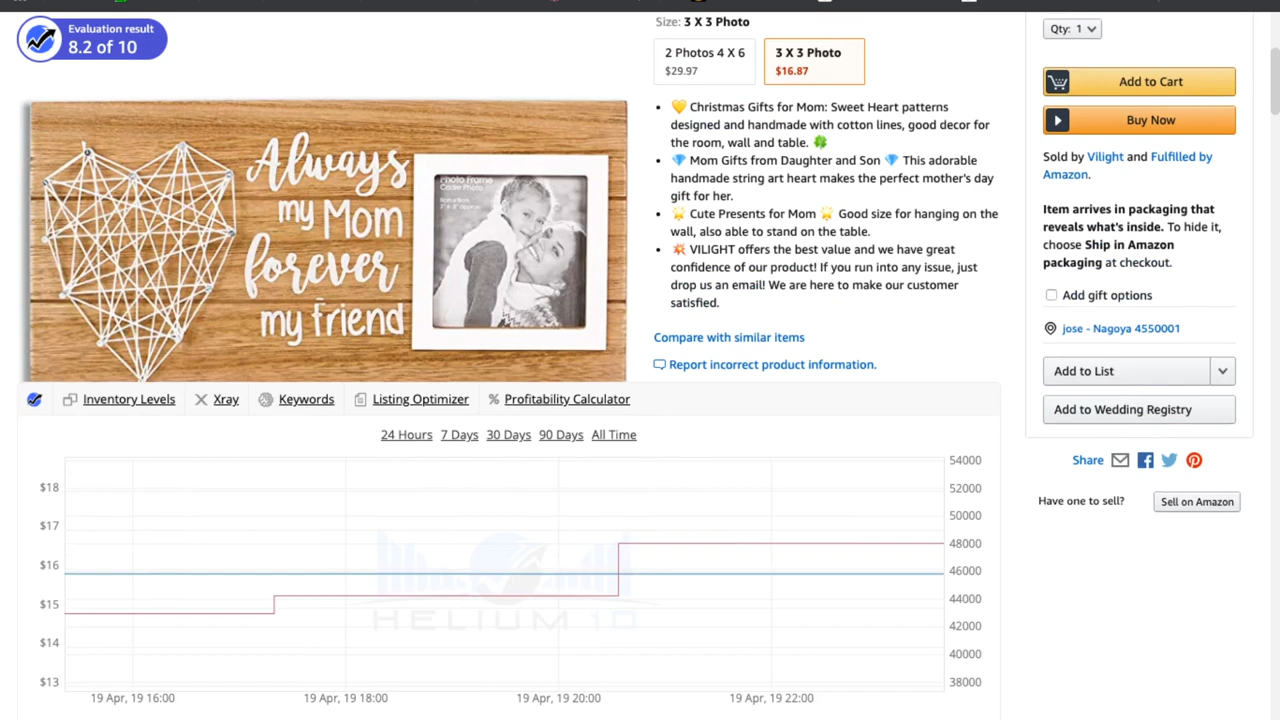 Evaluation result
8.2 of 10
Always
my Mom
forever
my friend
Photo Frame
Size: 3 X 3 Photo
2 Photos 4 X 6
$29.97
3 X 3 Photo
$16.87
💛 Christmas Gifts for Mom: Sweet Heart patterns
designed and handmade with cotton lines, good decor for
the room, wall and table. 🍀
💎 Mom Gifts from Daughter and Son 💎 This adorable
handmade string art heart makes the perfect mother's day
gift for her.
🌟 Cute Presents for Mom 🌟 Good size for hanging on the
wall, also able to stand on the table.
💥 VILIGHT offers the best value and we have great
confidence of our product! If you run into any issue, just
drop us an email! We are here to make our customer
satisfied.
Compare with similar items
Report incorrect product information.
Qty: 1
Add to Cart
Buy Now
Sold by Vilight and Fulfilled by
Amazon.
Item arrives in packaging that
reveals what's inside. To hide it,
choose Ship in Amazon
packaging at checkout.
Add gift options
jose - Nagoya 4550001
Add to List
Add to Wedding Registry
Share
Have one to sell?
Sell on Amazon
Inventory Levels
Xray
Keywords
Listing Optimizer
% Profitability Calculator
24 Hours 7 Days 30 Days 90 Days All Time
$18
$17
$16
$15
$14
$13
54000
52000
50000
48000
46000
44000
42000
40000
38000
HELIUM 10
19 Apr, 19 16:00
19 Apr, 19 18:00
19 Apr, 19 20:00
19 Apr, 19 22:00